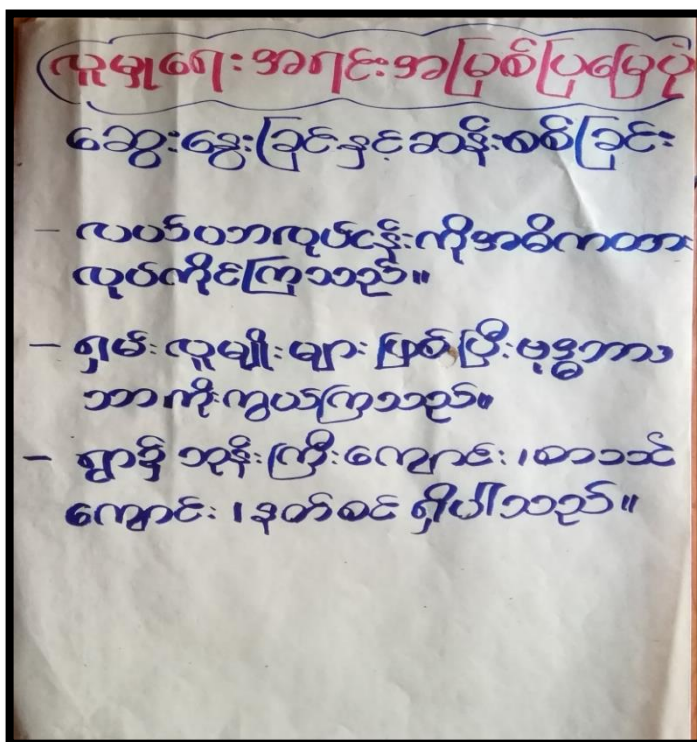 လူမှုရေးအရင်းအမြစ်ပြမြေပုံ
ဆွေးနွေးခြင်နှင့်ဆန်းစစ်ခြင်း
- လယ်ယာလုပ်ငန်းကိုအဓိကထား
လုပ်ကိုင်ကြသည်။
- ရှမ်းလူမျိုးများဖြစ်ပြီးဗုဒ္ဓဘာသာ
ဘာကိုးကွယ်ကြသည်။
- ရွာ၌ ဘုန်းကြီးကျောင်း၊စာသင်
ကျောင်း၊နတ်စင်ရှိပါသည်။